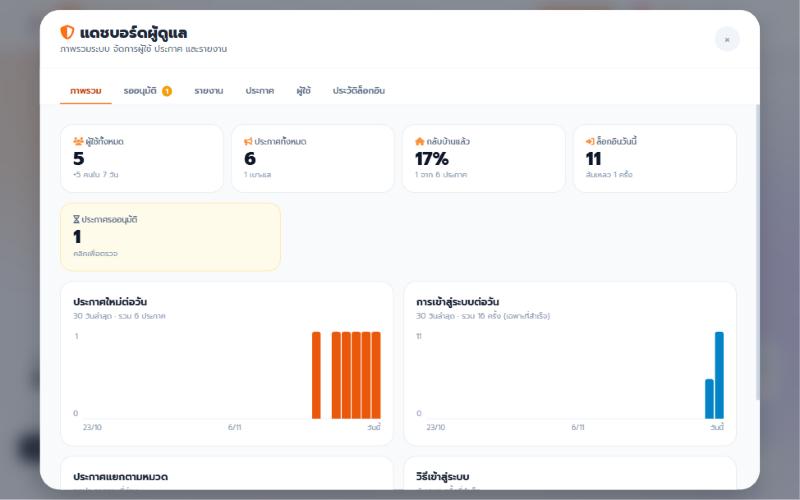 แดชบอร์ดผู้ดูแล
ภาพรวมระบบ จัดการผู้ใช้ ประกาศ และรายงาน
×
ภาพรวม รออนุมัติ 1 รายงาน ประกาศ ผู้ใช้ ประวัติล็อกอิน
ผู้ใช้ทั้งหมด
5
+5 คนใน 7 วัน
ประกาศทั้งหมด
6
1 เบาะแส
กลับบ้านแล้ว
17%
1 จาก 6 ประกาศ
ล็อกอินวันนี้
11
ล้มเหลว 1 ครั้ง
ประกาศรออนุมัติ
1
คลิกเพื่อตรวจ
ประกาศใหม่ต่อวัน
30 วันล่าสุด · รวม 6 ประกาศ
1
0
23/10 6/11 วันนี้
การเข้าสู่ระบบต่อวัน
30 วันล่าสุด · รวม 16 ครั้ง (เฉพาะที่สำเร็จ)
11
0
23/10 6/11 วันนี้
ประกาศแยกตามหมวด
วิธีเข้าสู่ระบบ